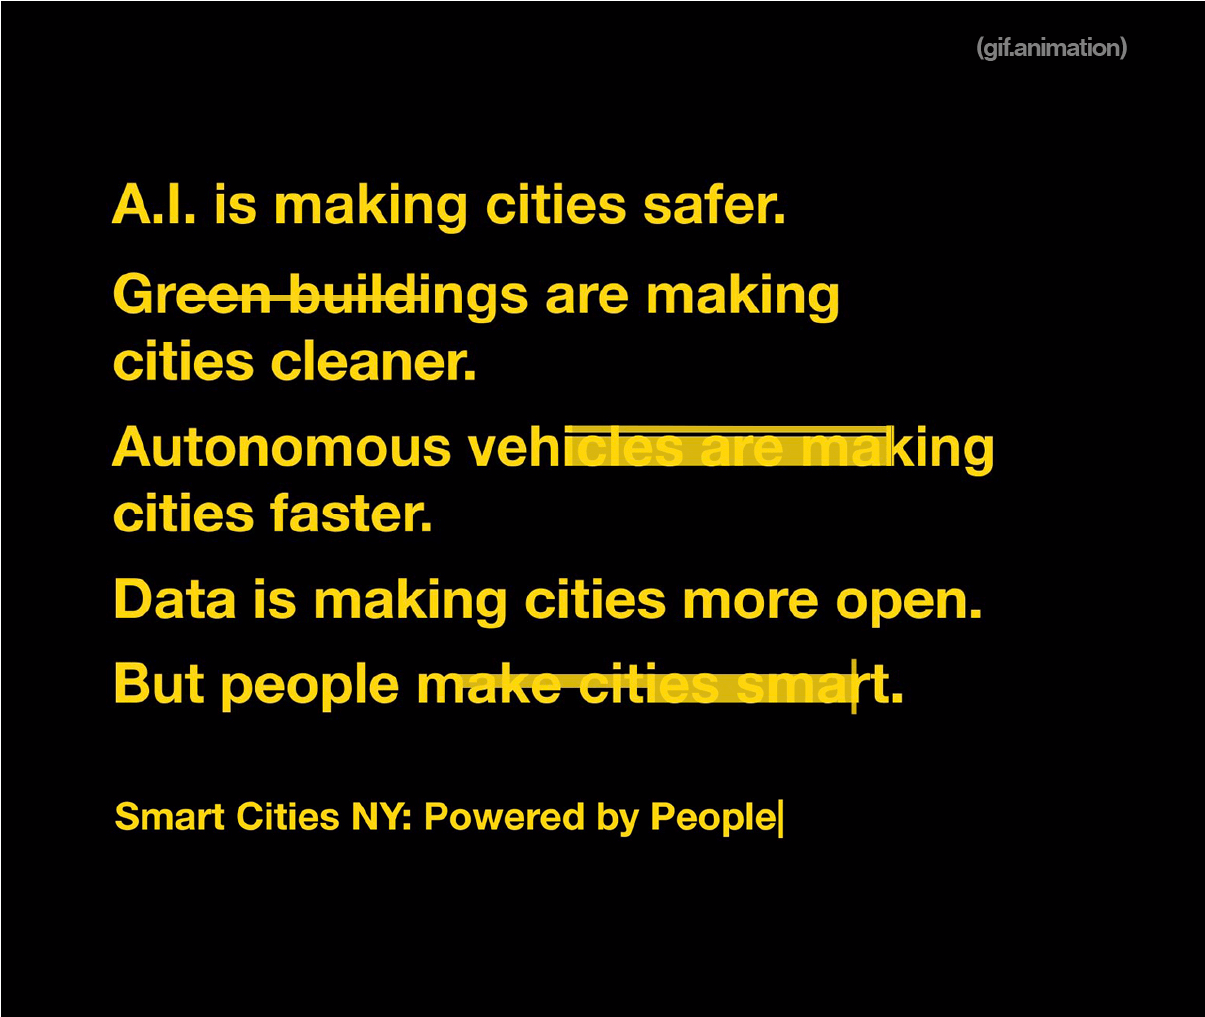 (gif.animation)
A.I. is making cities safer.
Green buildings are making
cities cleaner.
Autonomous vehicles are making
cities faster.
Data is making cities more open.
But people make cities smart.
Smart Cities NY: Powered by People